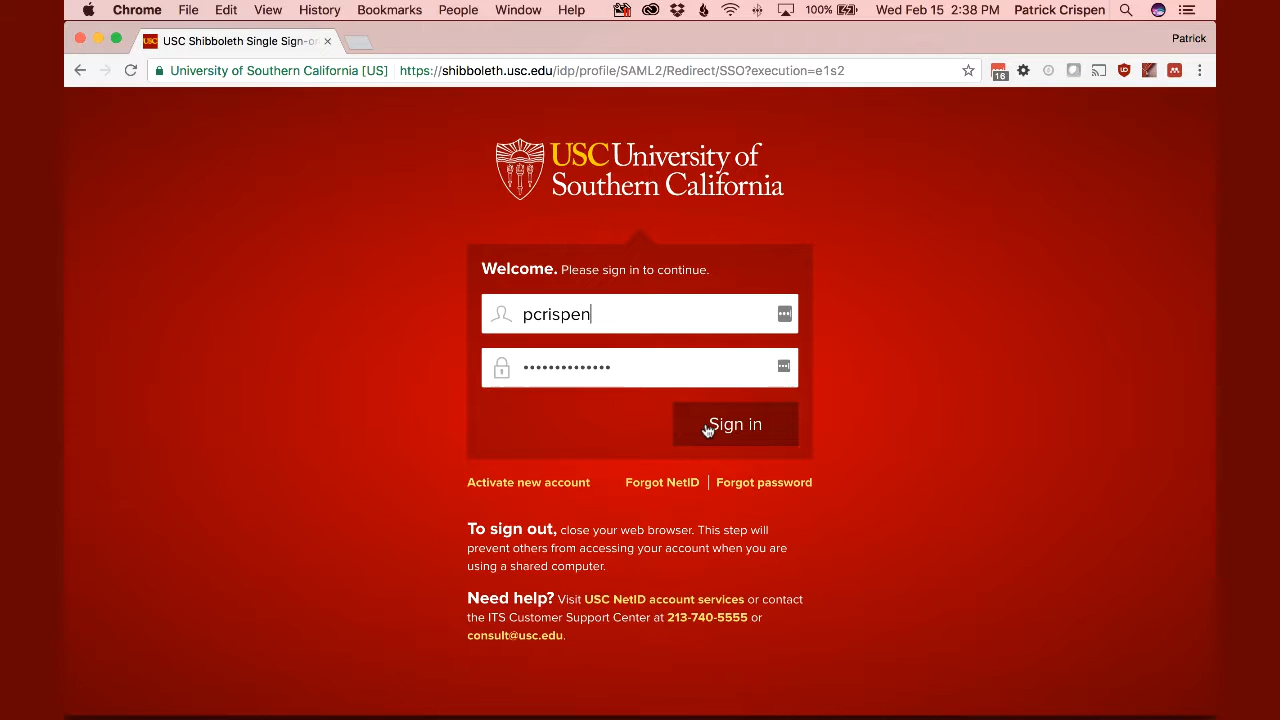 Chrome File Edit View History Bookmarks People Window Help 100% Wed Feb 15 2:38 PM Patrick Crispen
USC USC Shibboleth Single Sign-on Patrick
University of Southern California [US] https://shibboleth.usc.edu/idp/profile/SAML2/Redirect/SSO?execution=e1s2 16
USC University of
Southern California
Welcome. Please sign in to continue.
pcrispen
••••••••••••••
Sign in
Activate new account Forgot NetID Forgot password
To sign out, close your web browser. This step will
prevent others from accessing your account when you are
using a shared computer.
Need help? Visit USC NetID account services or contact
the ITS Customer Support Center at 213-740-5555 or
consult@usc.edu.